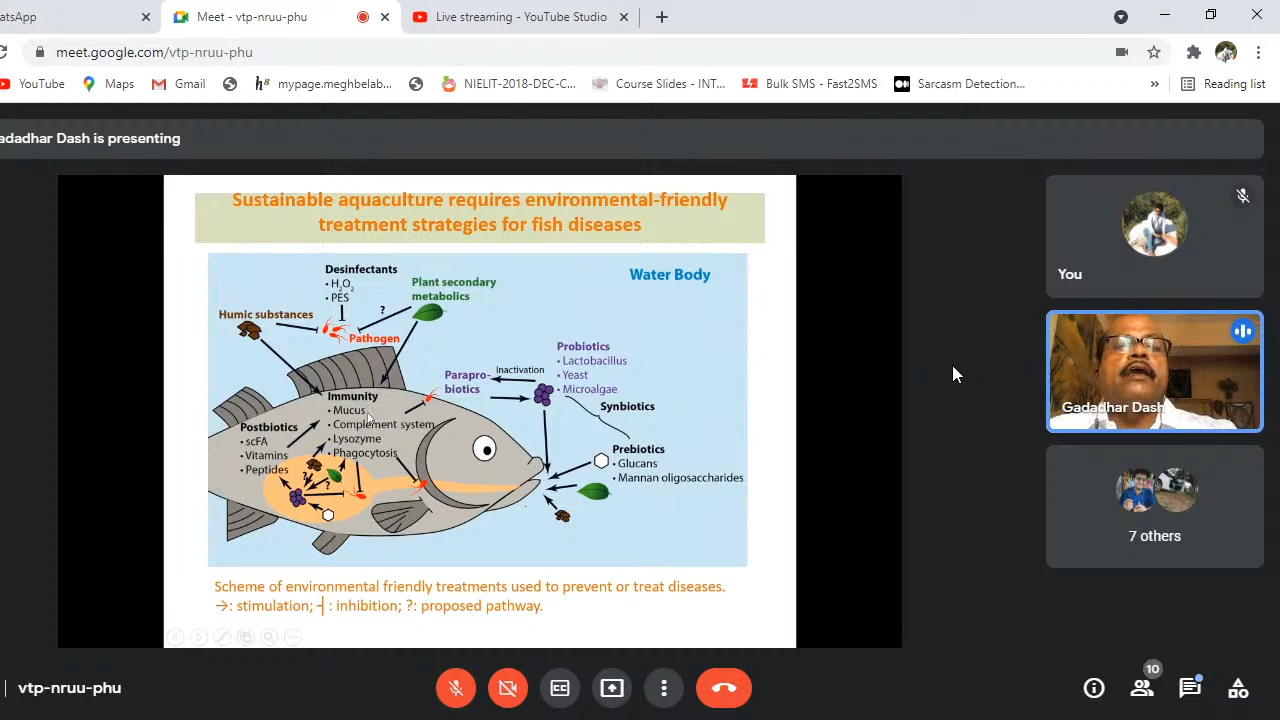 atsApp
Meet - vtp-nruu-phu
Live streaming - YouTube Studio
meet.google.com/vtp-nruu-phu
YouTube
Maps
Gmail
mypage.meghbelab...
NIELIT-2018-DEC-C...
Course Slides - INT...
Bulk SMS - Fast2SMS
Sarcasm Detection...
»
Reading list
adadhar Dash is presenting
Sustainable aquaculture requires environmental-friendly
treatment strategies for fish diseases
Water Body
Desinfectants
• H2O2
• PES
Plant secondary
metabolics
?
Humic substances
Pathogen
Probiotics
• Lactobacillus
• Yeast
• Microalgae
Inactivation
Parapro-
biotics
Synbiotics
Immunity
• Mucus
• Complement system
• Lysozyme
• Phagocytosis
Postbiotics
• scFA
• Vitamins
• Peptides
?
?
Prebiotics
• Glucans
• Mannan oligosaccharides
Scheme of environmental friendly treatments used to prevent or treat diseases.
→: stimulation; ┤: inhibition; ?: proposed pathway.
You
Gadadhar Dash
7 others
vtp-nruu-phu
10